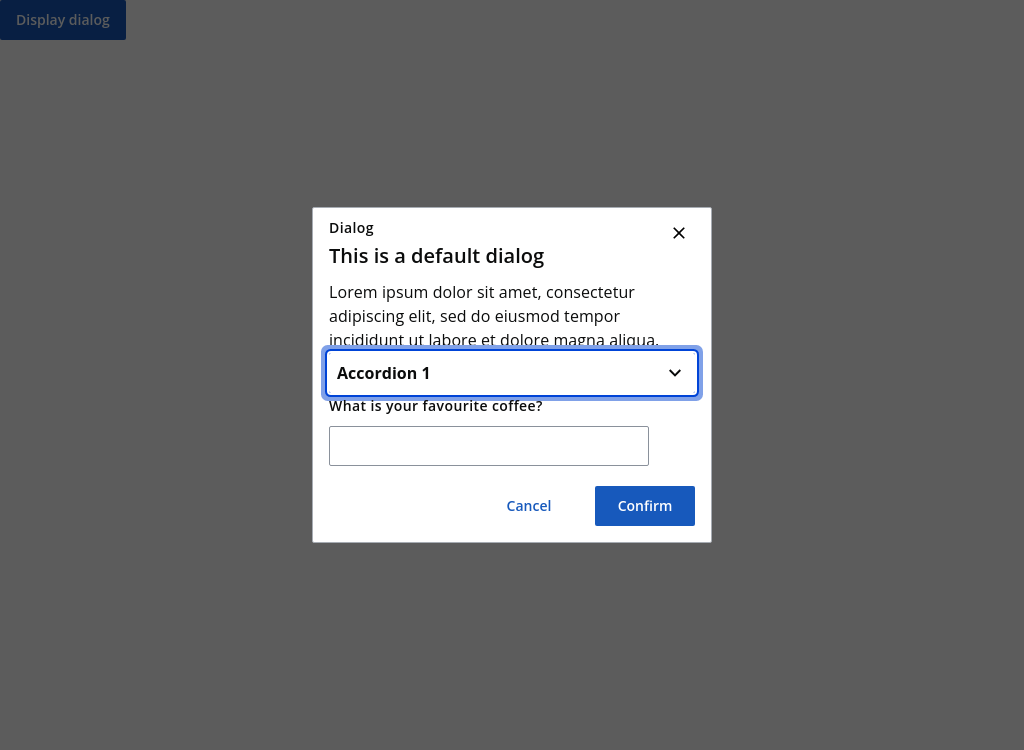 Display dialog
Dialog
This is a default dialog
Lorem ipsum dolor sit amet, consectetur
adipiscing elit, sed do eiusmod tempor
incididunt ut labore et dolore magna aliqua.
Accordion 1
What is your favourite coffee?
Cancel
Confirm